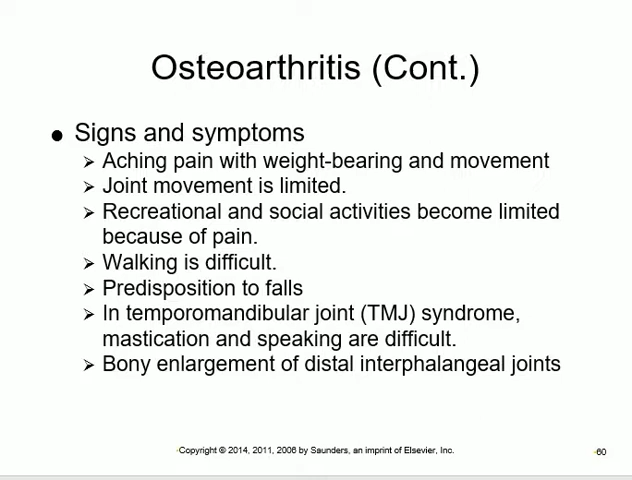 Osteoarthritis (Cont.)
● Signs and symptoms
➢ Aching pain with weight-bearing and movement
➢ Joint movement is limited.
➢ Recreational and social activities become limited
because of pain.
➢ Walking is difficult.
➢ Predisposition to falls
➢ In temporomandibular joint (TMJ) syndrome,
mastication and speaking are difficult.
➢ Bony enlargement of distal interphalangeal joints
Copyright © 2014, 2011, 2006 by Saunders, an imprint of Elsevier, Inc.
60